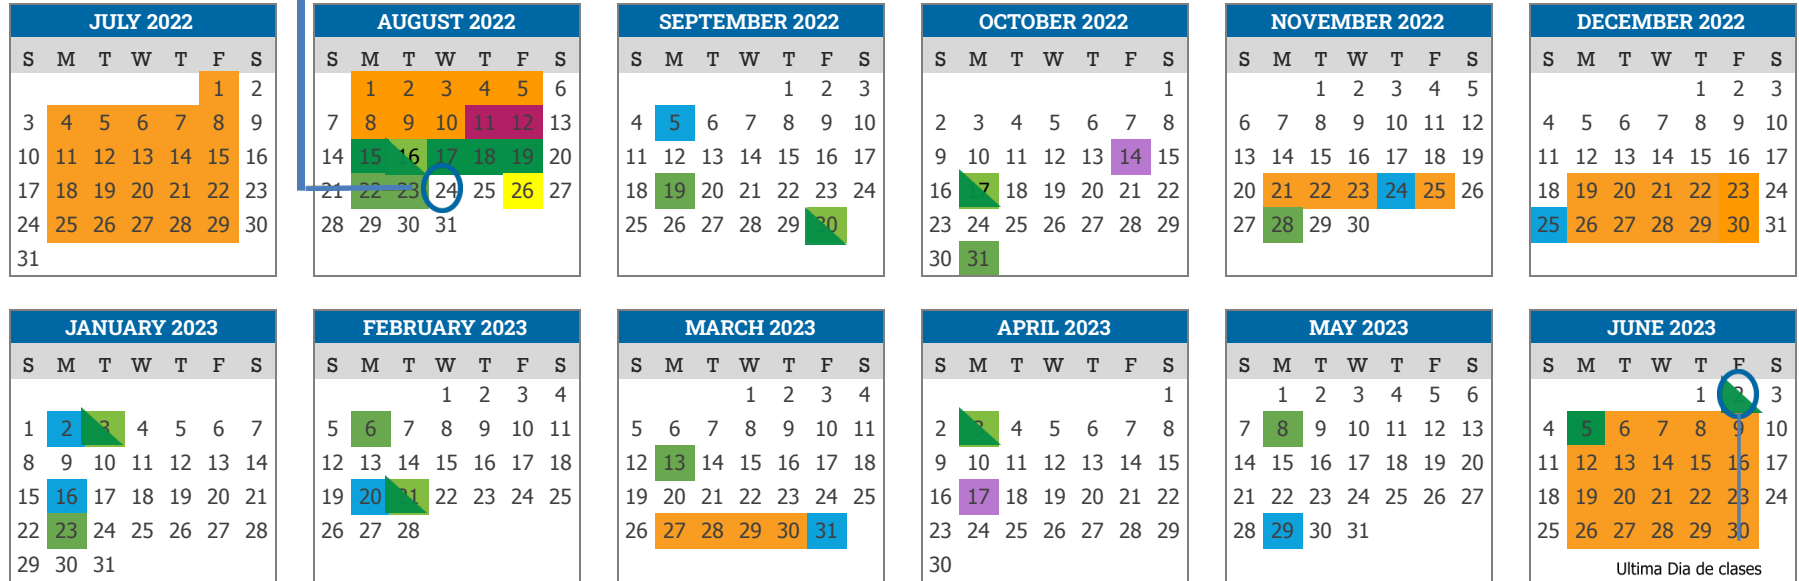 JULY 2022 AUGUST 2022 SEPTEMBER 2022 OCTOBER 2022 NOVEMBER 2022 DECEMBER 2022
S M T W T F S S M T W T F S S M T W T F S S M T W T F S S M T W T F S S M T W T F S
1 2 1 2 3 4 5 6 1 2 3 1 1 2 3 4 5 1 2 3
3 4 5 6 7 8 9 7 8 9 10 11 12 13 4 5 6 7 8 9 10 2 3 4 5 6 7 8 6 7 8 9 10 11 12 4 5 6 7 8 9 10
10 11 12 13 14 15 16 14 15 16 17 18 19 20 11 12 13 14 15 16 17 9 10 11 12 13 14 15 13 14 15 16 17 18 19 11 12 13 14 15 16 17
17 18 19 20 21 22 23 21 22 23 24 25 26 27 18 19 20 21 22 23 24 16 17 18 19 20 21 22 20 21 22 23 24 25 26 18 19 20 21 22 23 24
24 25 26 27 28 29 30 28 29 30 31 25 26 27 28 29 30 23 24 25 26 27 28 29 27 28 29 30 25 26 27 28 29 30 31
31 30 31
JANUARY 2023 FEBRUARY 2023 MARCH 2023 APRIL 2023 MAY 2023 JUNE 2023
S M T W T F S S M T W T F S S M T W T F S S M T W T F S S M T W T F S S M T W T F S
1 2 3 4 1 2 3 4 1 1 2 3 4 5 6 1 2 3
1 2 3 4 5 6 7 5 6 7 8 9 10 11 5 6 7 8 9 10 11 2 3 4 5 6 7 8 7 8 9 10 11 12 13 4 5 6 7 8 9 10
8 9 10 11 12 13 14 12 13 14 15 16 17 18 12 13 14 15 16 17 18 9 10 11 12 13 14 15 14 15 16 17 18 19 20 11 12 13 14 15 16 17
15 16 17 18 19 20 21 19 20 21 22 23 24 25 19 20 21 22 23 24 25 16 17 18 19 20 21 22 21 22 23 24 25 26 27 18 19 20 21 22 23 24
22 23 24 25 26 27 28 26 27 28 26 27 28 29 30 31 23 24 25 26 27 28 29 28 29 30 31 25 26 27 28 29 30
29 30 31 30 Ultima Dia de clases